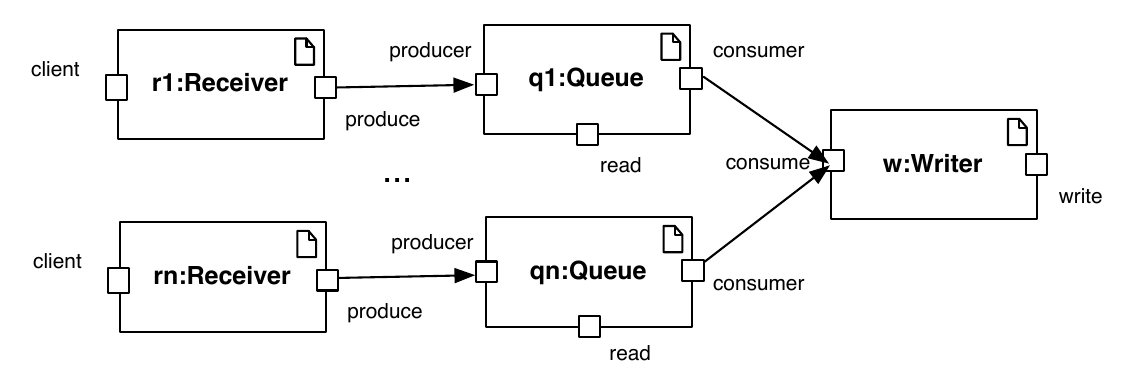 client
r1:Receiver
produce
producer
q1:Queue
consumer
read
...
client
rn:Receiver
produce
producer
qn:Queue
consumer
read
consume
w:Writer
write